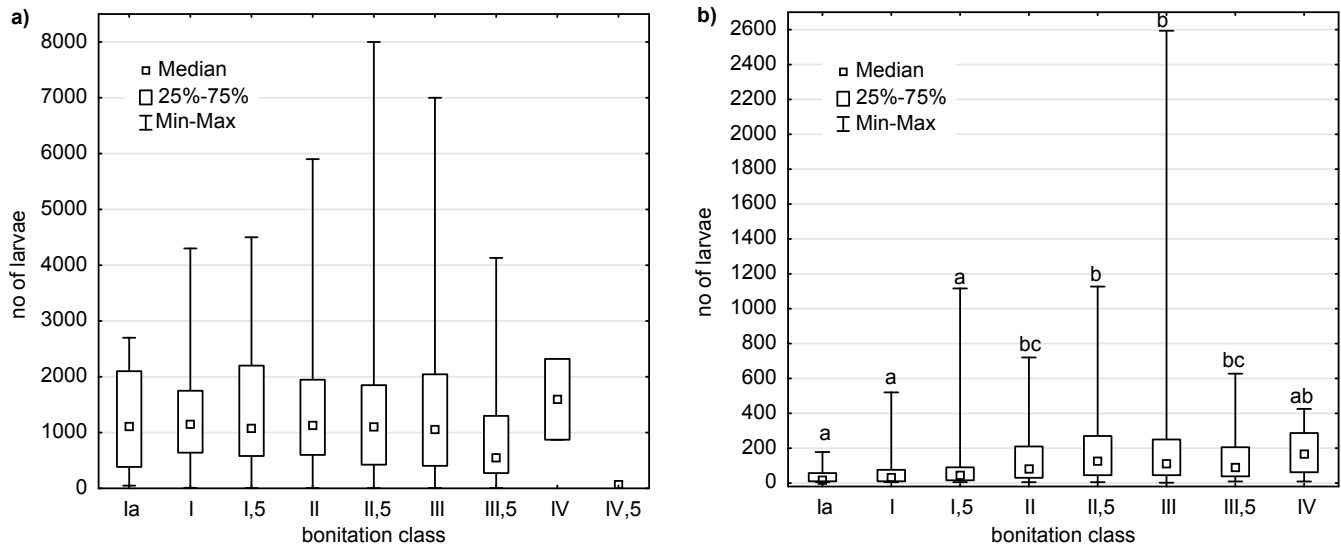 a)
8000
7000
6000
5000
4000
3000
2000
1000
0
no of larvae
Median
25%-75%
Min-Max
Ia I I,5 II II,5 III III,5 IV IV,5
bonitation class
b)
2600
2400
2200
2000
1800
1600
1400
1200
1000
800
600
400
200
0
no of larvae
Median
25%-75%
Min-Max
a a a bc b b bc ab
Ia I I,5 II II,5 III III,5 IV
bonitation class